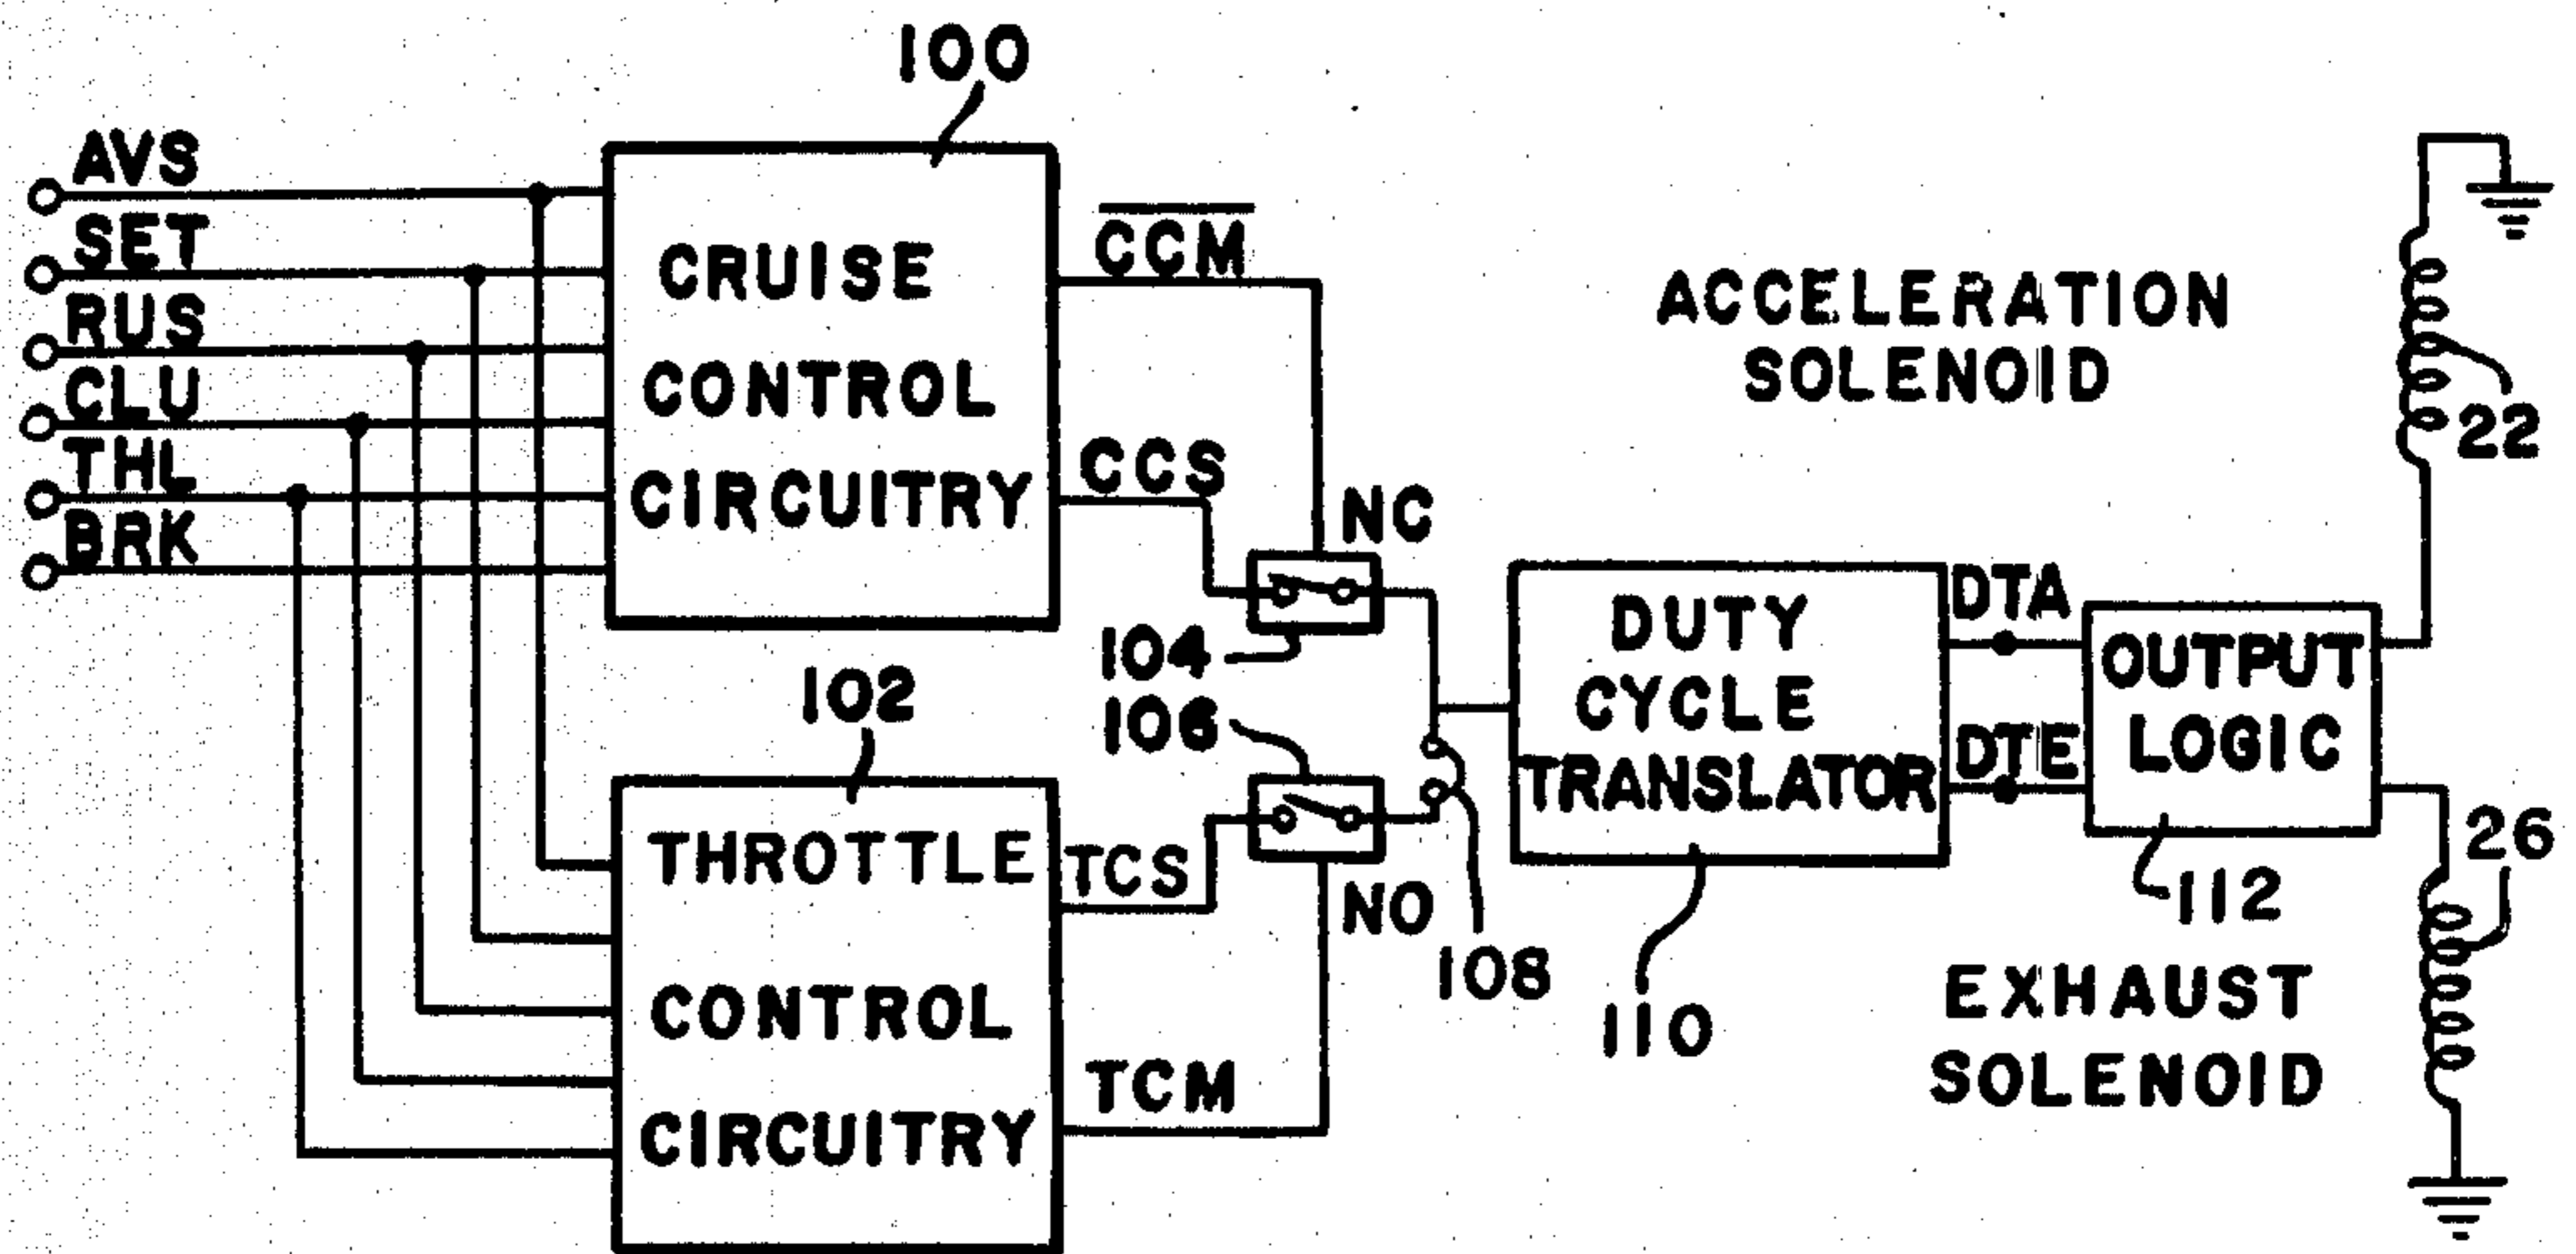 100
AVS
SET
RUS
CLU
THL
BRK
CRUISE
CONTROL
CIRCUITRY
CCM
CCS
NC
104
106
102
THROTTLE
CONTROL
CIRCUITRY
TCS
TCM
NO
108
DUTY
CYCLE
TRANSLATOR
110
DTA
DTE
OUTPUT
LOGIC
112
ACCELERATION
SOLENOID
22
26
EXHAUST
SOLENOID